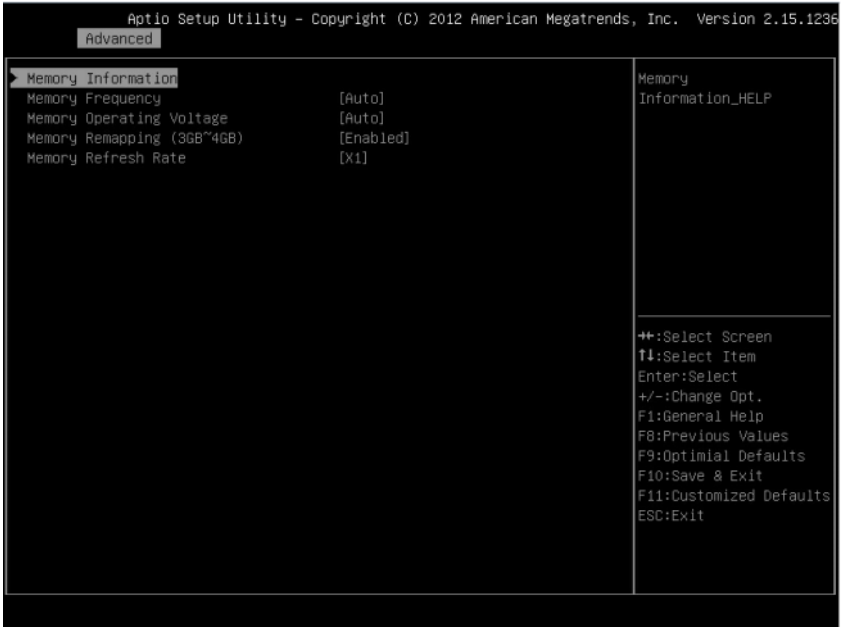 Aptio Setup Utility – Copyright (C) 2012 American Megatrends, Inc. Version 2.15.1236
Advanced
Memory Information
Memory Frequency [Auto]
Memory Operating Voltage [Auto]
Memory Remapping (3GB~4GB) [Enabled]
Memory Refresh Rate [X1]
Memory
Information_HELP
→←:Select Screen
↑↓:Select Item
Enter:Select
+/-:Change Opt.
F1:General Help
F8:Previous Values
F9:Optimial Defaults
F10:Save & Exit
F11:Customized Defaults
ESC:Exit